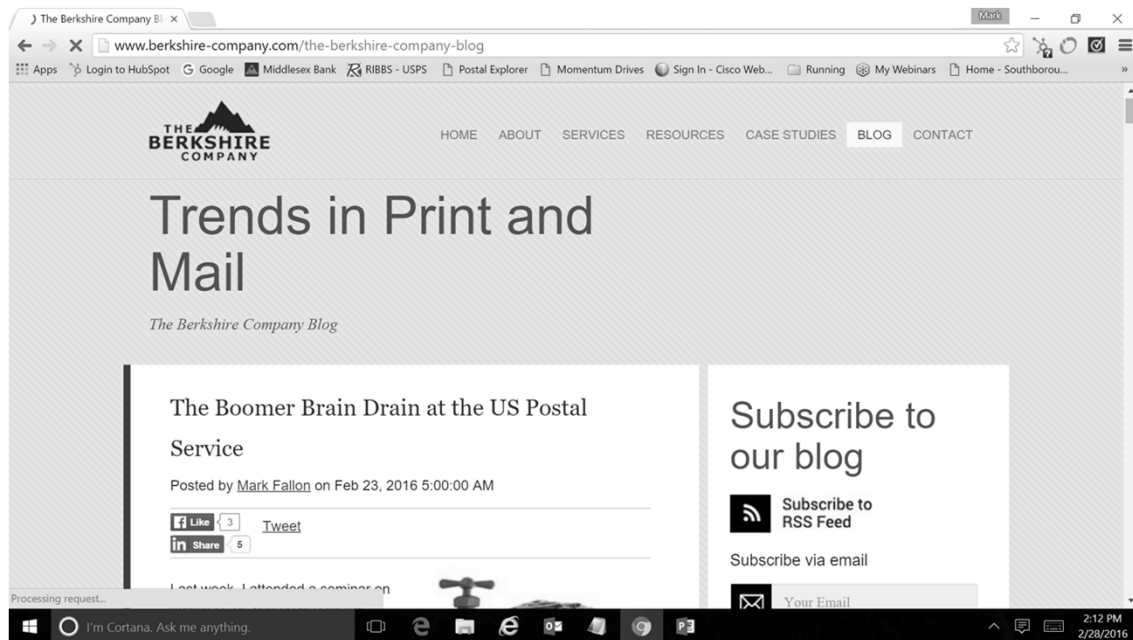 The Berkshire Company Bl
Mark
www.berkshire-company.com/the-berkshire-company-blog
Apps Login to HubSpot Google Middlesex Bank RIBBS - USPS Postal Explorer Momentum Drives Sign In - Cisco Web... Running My Webinars Home - Southborou... »
THE
BERKSHIRE
COMPANY
HOME ABOUT SERVICES RESOURCES CASE STUDIES BLOG CONTACT
Trends in Print and
Mail
The Berkshire Company Blog
The Boomer Brain Drain at the US Postal
Service
Posted by Mark Fallon on Feb 23, 2016 5:00:00 AM
Like 3 Tweet
in Share 5
Last week, I attended a seminar on
Subscribe to
our blog
Subscribe to
RSS Feed
Subscribe via email
Your Email
Processing request...
I'm Cortana. Ask me anything.
2:12 PM
2/28/2016